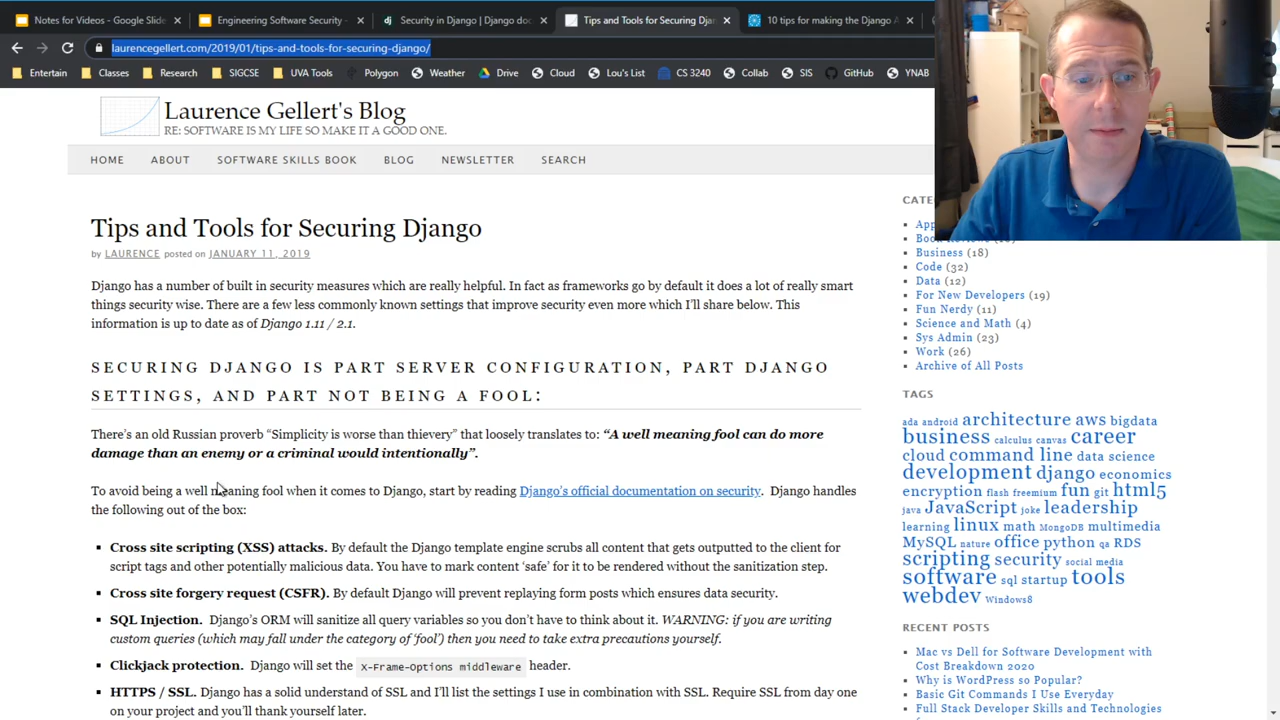 Notes for Videos - Google Slide
Engineering Software Security -
Security in Django | Django doc
Tips and Tools for Securing Djan
10 tips for making the Django A
laurencegellert.com/2019/01/tips-and-tools-for-securing-django/
Entertain
Classes
Research
SIGCSE
UVA Tools
Polygon
Weather
Drive
Cloud
Lou's List
CS 3240
Collab
SIS
GitHub
YNAB
Laurence Gellert's Blog
RE: SOFTWARE IS MY LIFE SO MAKE IT A GOOD ONE.
HOME ABOUT SOFTWARE SKILLS BOOK BLOG NEWSLETTER SEARCH
Tips and Tools for Securing Django
by LAURENCE posted on JANUARY 11, 2019
Django has a number of built in security measures which are really helpful. In fact as frameworks go by default it does a lot of really smart
things security wise. There are a few less commonly known settings that improve security even more which I'll share below. This
information is up to date as of Django 1.11 / 2.1.
SECURING DJANGO IS PART SERVER CONFIGURATION, PART DJANGO
SETTINGS, AND PART NOT BEING A FOOL:
There's an old Russian proverb “Simplicity is worse than thievery” that loosely translates to: “A well meaning fool can do more
damage than an enemy or a criminal would intentionally”.
To avoid being a well meaning fool when it comes to Django, start by reading Django's official documentation on security. Django handles
the following out of the box:
▪ Cross site scripting (XSS) attacks. By default the Django template engine scrubs all content that gets outputted to the client for
script tags and other potentially malicious data. You have to mark content 'safe' for it to be rendered without the sanitization step.
▪ Cross site forgery request (CSFR). By default Django will prevent replaying form posts which ensures data security.
▪ SQL Injection. Django's ORM will sanitize all query variables so you don't have to think about it. WARNING: if you are writing
custom queries (which may fall under the category of 'fool') then you need to take extra precautions yourself.
▪ Clickjack protection. Django will set the X-Frame-Options middleware header.
▪ HTTPS / SSL. Django has a solid understand of SSL and I'll list the settings I use in combination with SSL. Require SSL from day one
on your project and you'll thank yourself later.
CATE
App
Book
Business (18)
Code (32)
Data (12)
For New Developers (19)
Fun Nerdy (11)
Science and Math (4)
Sys Admin (23)
Work (26)
Archive of All Posts
TAGS
ada android architecture aws bigdata
business calculus canvas career
cloud command line data science
development django economics
encryption flash freemium fun git html5
java JavaScript joke leadership
learning linux math MongoDB multimedia
MySQL nature office python qa RDS
scripting security social media
software sql startup tools
webdev Windows8
RECENT POSTS
Mac vs Dell for Software Development with
Cost Breakdown 2020
Why is WordPress so Popular?
Basic Git Commands I Use Everyday
Full Stack Developer Skills and Technologies